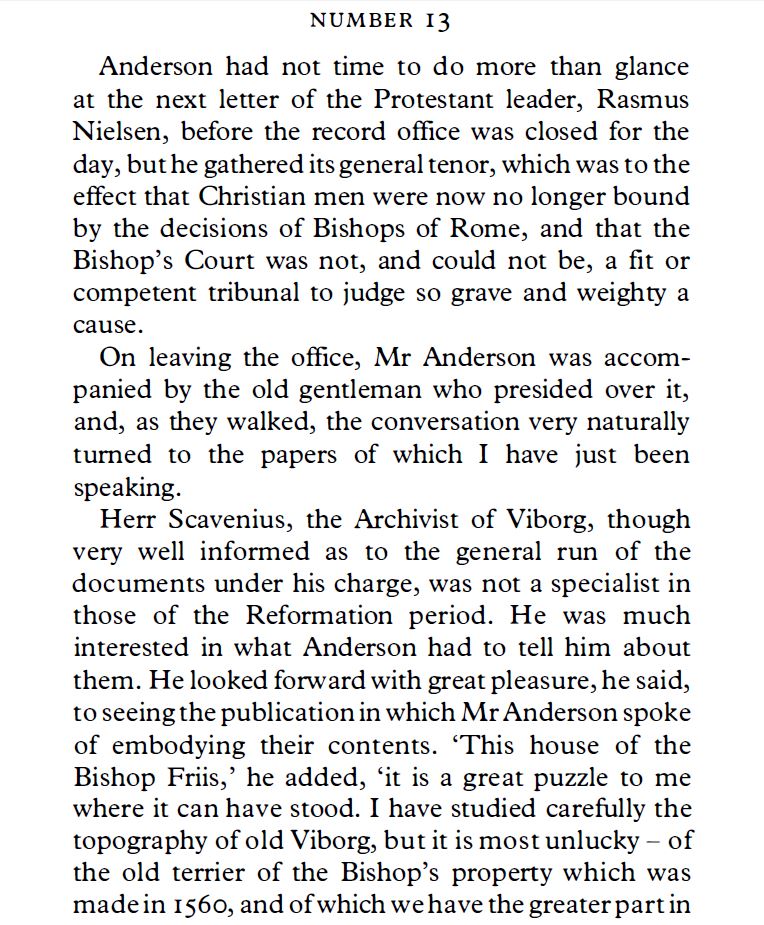 NUMBER 13
Anderson had not time to do more than glance
at the next letter of the Protestant leader, Rasmus
Nielsen, before the record office was closed for the
day, but he gathered its general tenor, which was to the
effect that Christian men were now no longer bound
by the decisions of Bishops of Rome, and that the
Bishop’s Court was not, and could not be, a fit or
competent tribunal to judge so grave and weighty a
cause.
On leaving the office, Mr Anderson was accom-
panied by the old gentleman who presided over it,
and, as they walked, the conversation very naturally
turned to the papers of which I have just been
speaking.
Herr Scavenius, the Archivist of Viborg, though
very well informed as to the general run of the
documents under his charge, was not a specialist in
those of the Reformation period. He was much
interested in what Anderson had to tell him about
them. He looked forward with great pleasure, he said,
to seeing the publication in which Mr Anderson spoke
of embodying their contents. ‘This house of the
Bishop Friis,’ he added, ‘it is a great puzzle to me
where it can have stood. I have studied carefully the
topography of old Viborg, but it is most unlucky – of
the old terrier of the Bishop’s property which was
made in 1560, and of which we have the greater part in